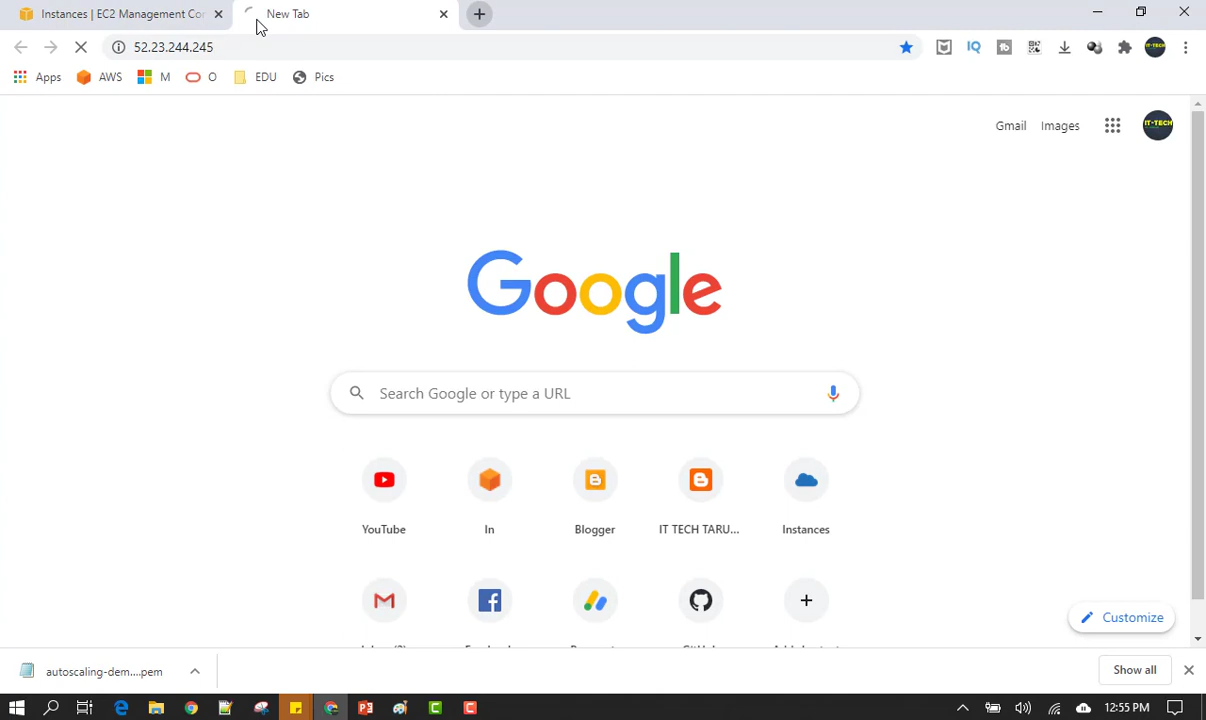 Instances | EC2 Management Con
New Tab
52.23.244.245
Apps
AWS
M
O
EDU
Pics
Gmail
Images
IT-TECH
Google
Search Google or type a URL
YouTube
In
Blogger
IT TECH TARU...
Instances
Customize
autoscaling-dem....pem
Show all
12:55 PM